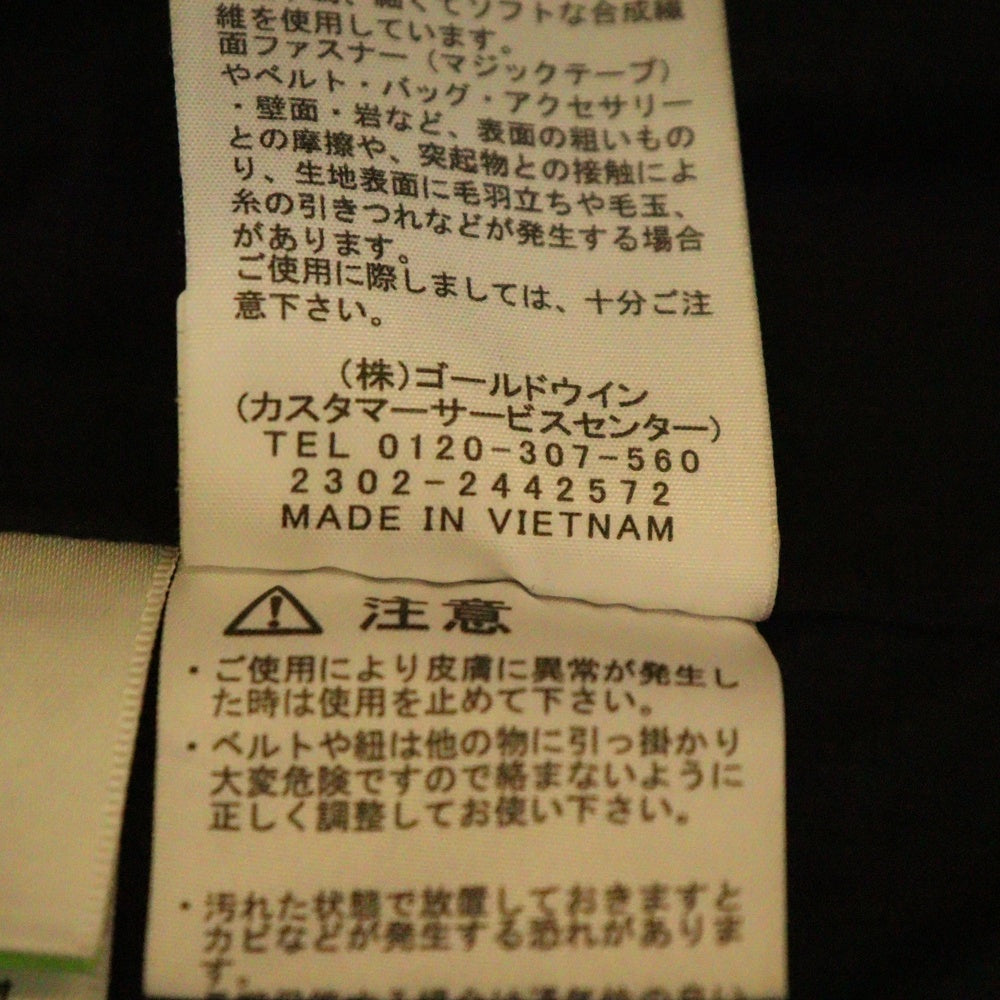 細くてソフトな合成繊
維を使用しています。
面ファスナー(マジックテープ)
やベルト・バッグ・アクセサリー
・壁面・岩など、表面の粗いもの
との摩擦や、突起物との接触によ
り、生地表面に毛羽立ちや毛玉、
糸の引きつれなどが発生する場合
があります。
ご使用に際しましては、十分ご注
意下さい。
(株)ゴールドウイン
(カスタマーサービスセンター)
TEL 0120-307-560
2302-2442572
MADE IN VIETNAM
注意
・ご使用により皮膚に異常が発生し
た時は使用を止めて下さい。
・ベルトや紐は他の物に引っ掛かり
大変危険ですので絡まないように
正しく調整してお使い下さい。
・汚れた状態で放置しておきますと
カビなどが発生する恐れがありま
す。